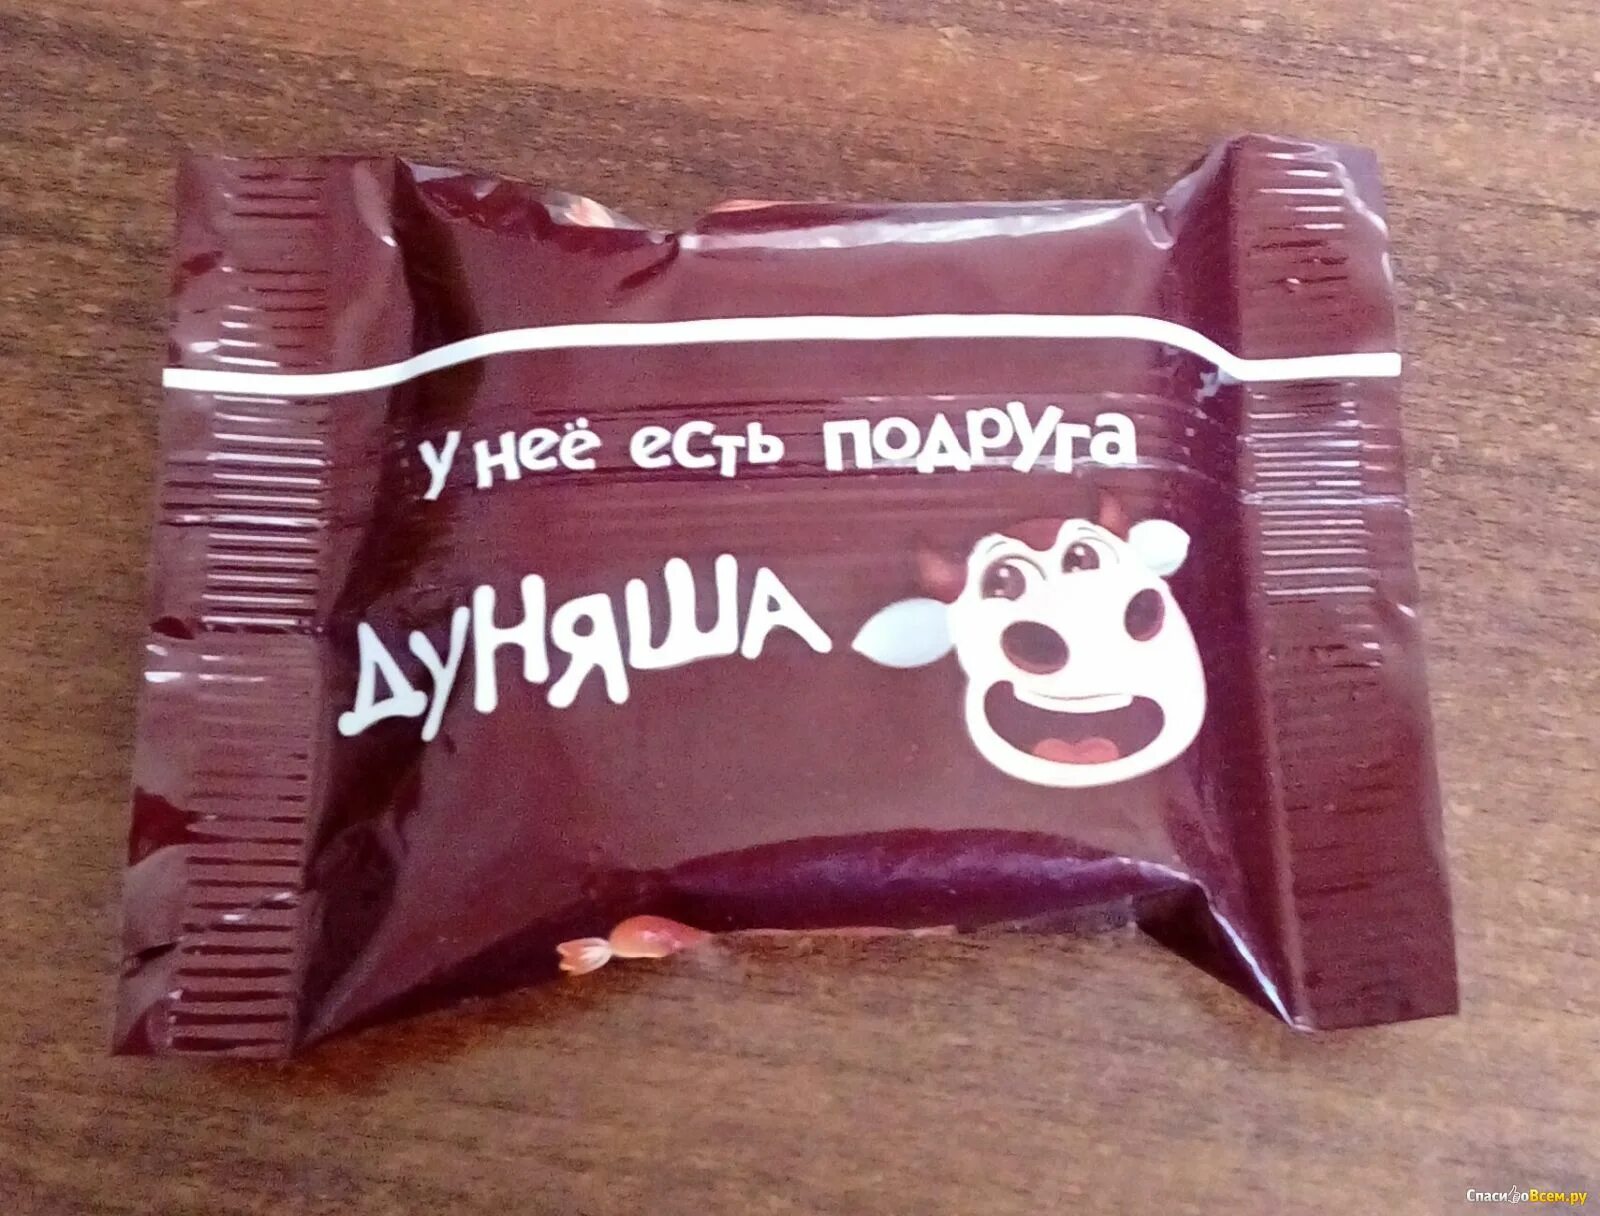 у неё есть подруга
Дуняша
СпасибоВсем.ру